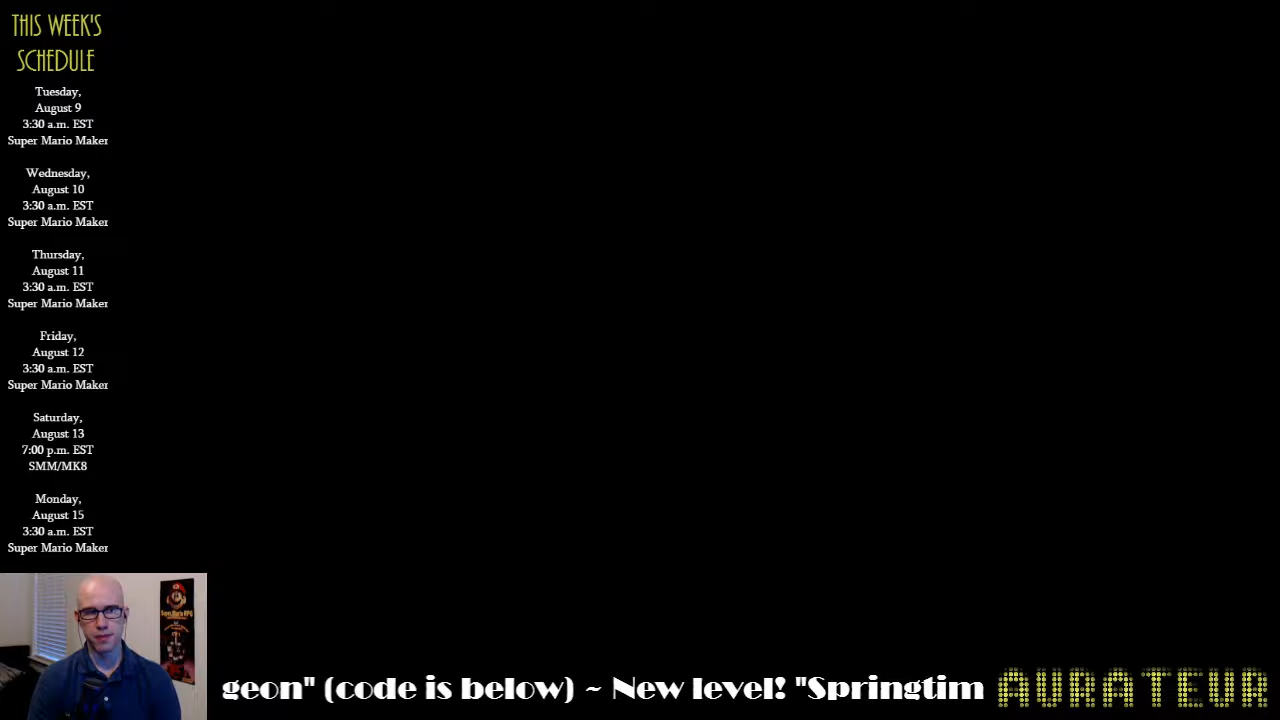 THIS WEEK'S
SCHEDULE
Tuesday,
August 9
3:30 a.m. EST
Super Mario Maker
Wednesday,
August 10
3:30 a.m. EST
Super Mario Maker
Thursday,
August 11
3:30 a.m. EST
Super Mario Maker
Friday,
August 12
3:30 a.m. EST
Super Mario Maker
Saturday,
August 13
7:00 p.m. EST
SMM/MK8
Monday,
August 15
3:30 a.m. EST
Super Mario Maker
Super Mario RPG
geon" (code is below) ~ New level! "Springtim
AURATEUR